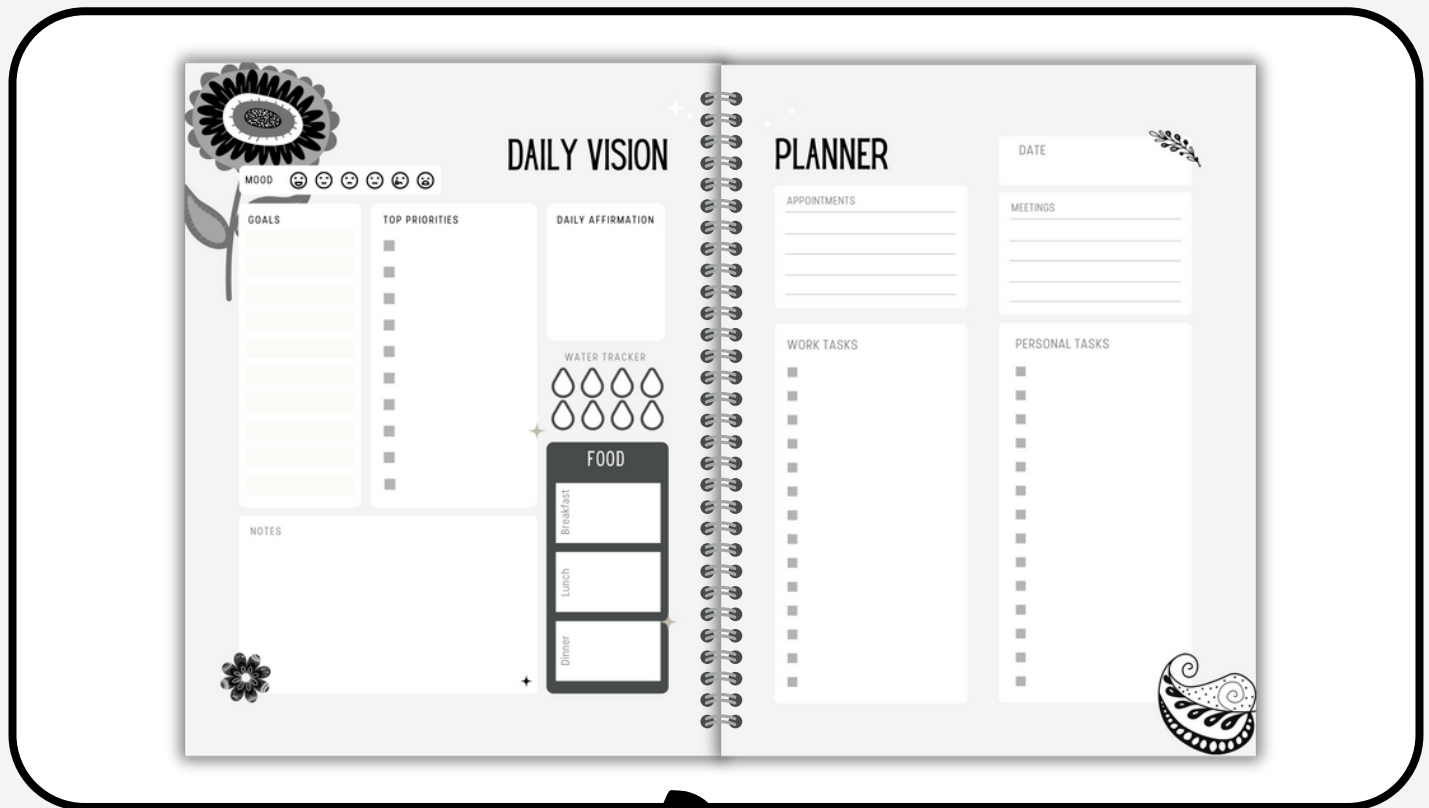 DAILY VISION
MOOD
GOALS
TOP PRIORITIES
DAILY AFFIRMATION
WATER TRACKER
FOOD
Breakfast
Lunch
Dinner
NOTES
PLANNER
DATE
APPOINTMENTS
MEETINGS
WORK TASKS
PERSONAL TASKS